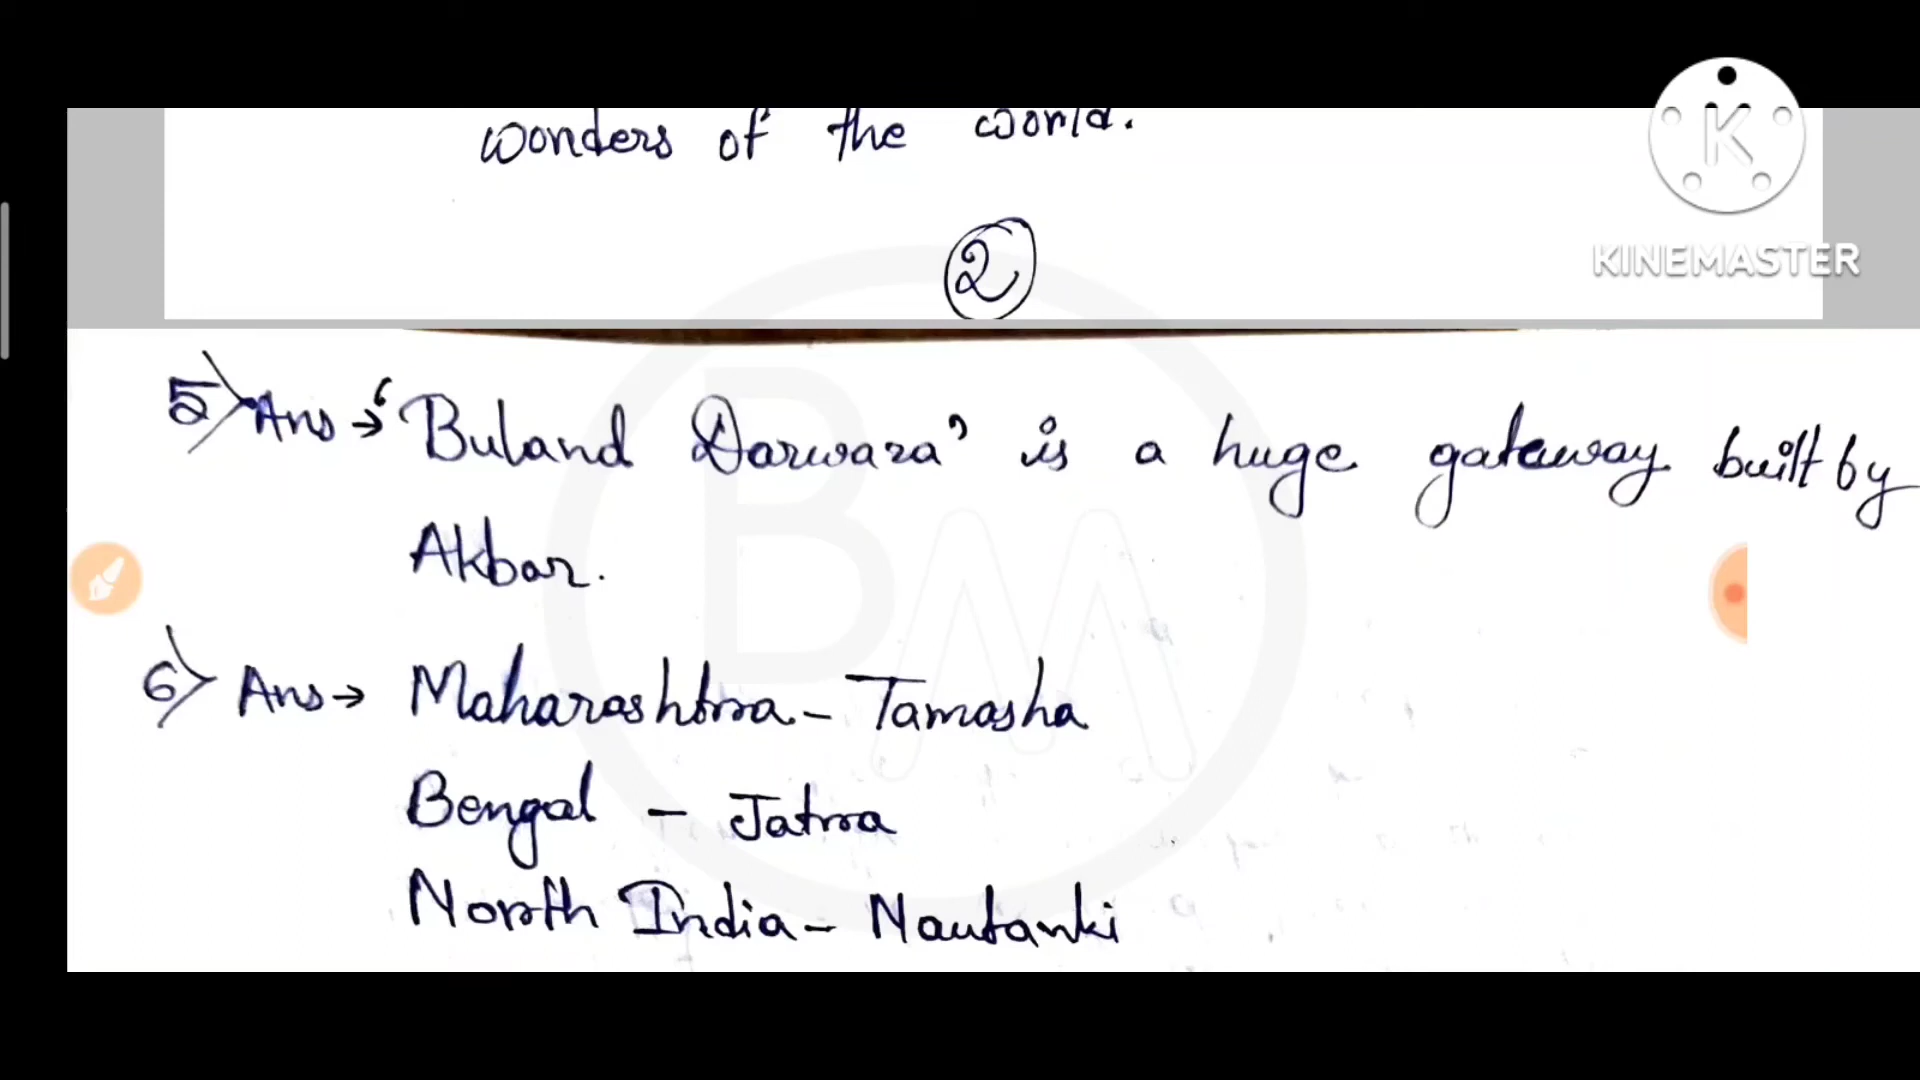 wonders of the world.
KINEMASTER
2
5) Ans → 'Buland Darwaza' is a huge gateway built by
Akbar.
6) Ans → Maharashtra - Tamasha
Bengal - Jatra
North India - Nautanki
BM